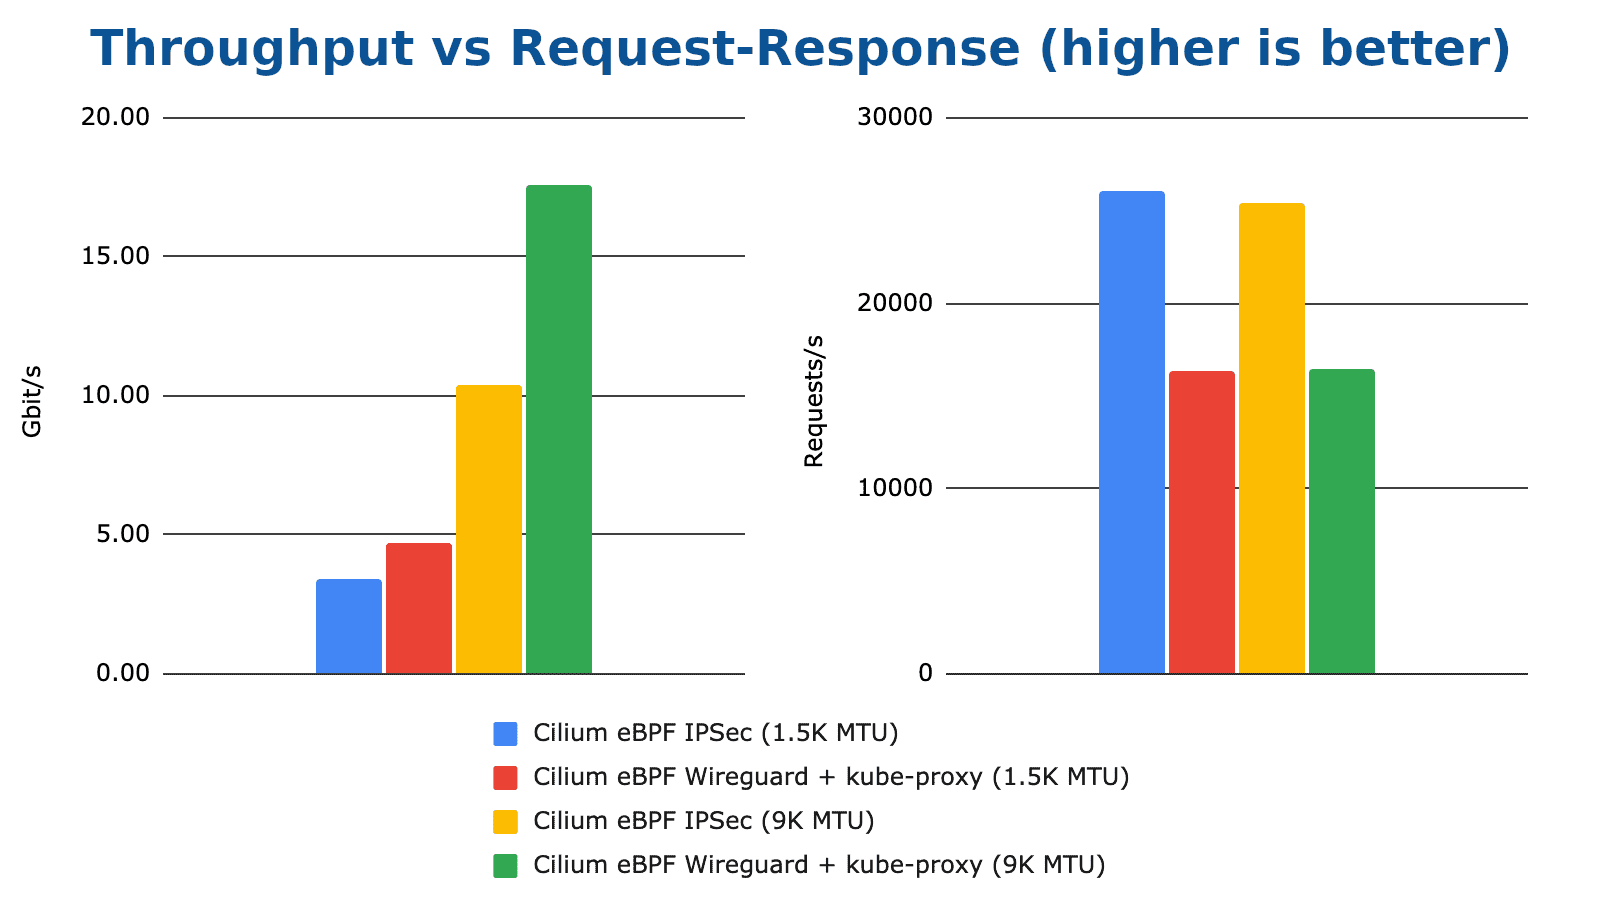 Throughput vs Request-Response (higher is better)
20.00
15.00
10.00
5.00
0.00
Gbit/s
30000
20000
10000
0
Requests/s
Cilium eBPF IPSec (1.5K MTU)
Cilium eBPF Wireguard + kube-proxy (1.5K MTU)
Cilium eBPF IPSec (9K MTU)
Cilium eBPF Wireguard + kube-proxy (9K MTU)